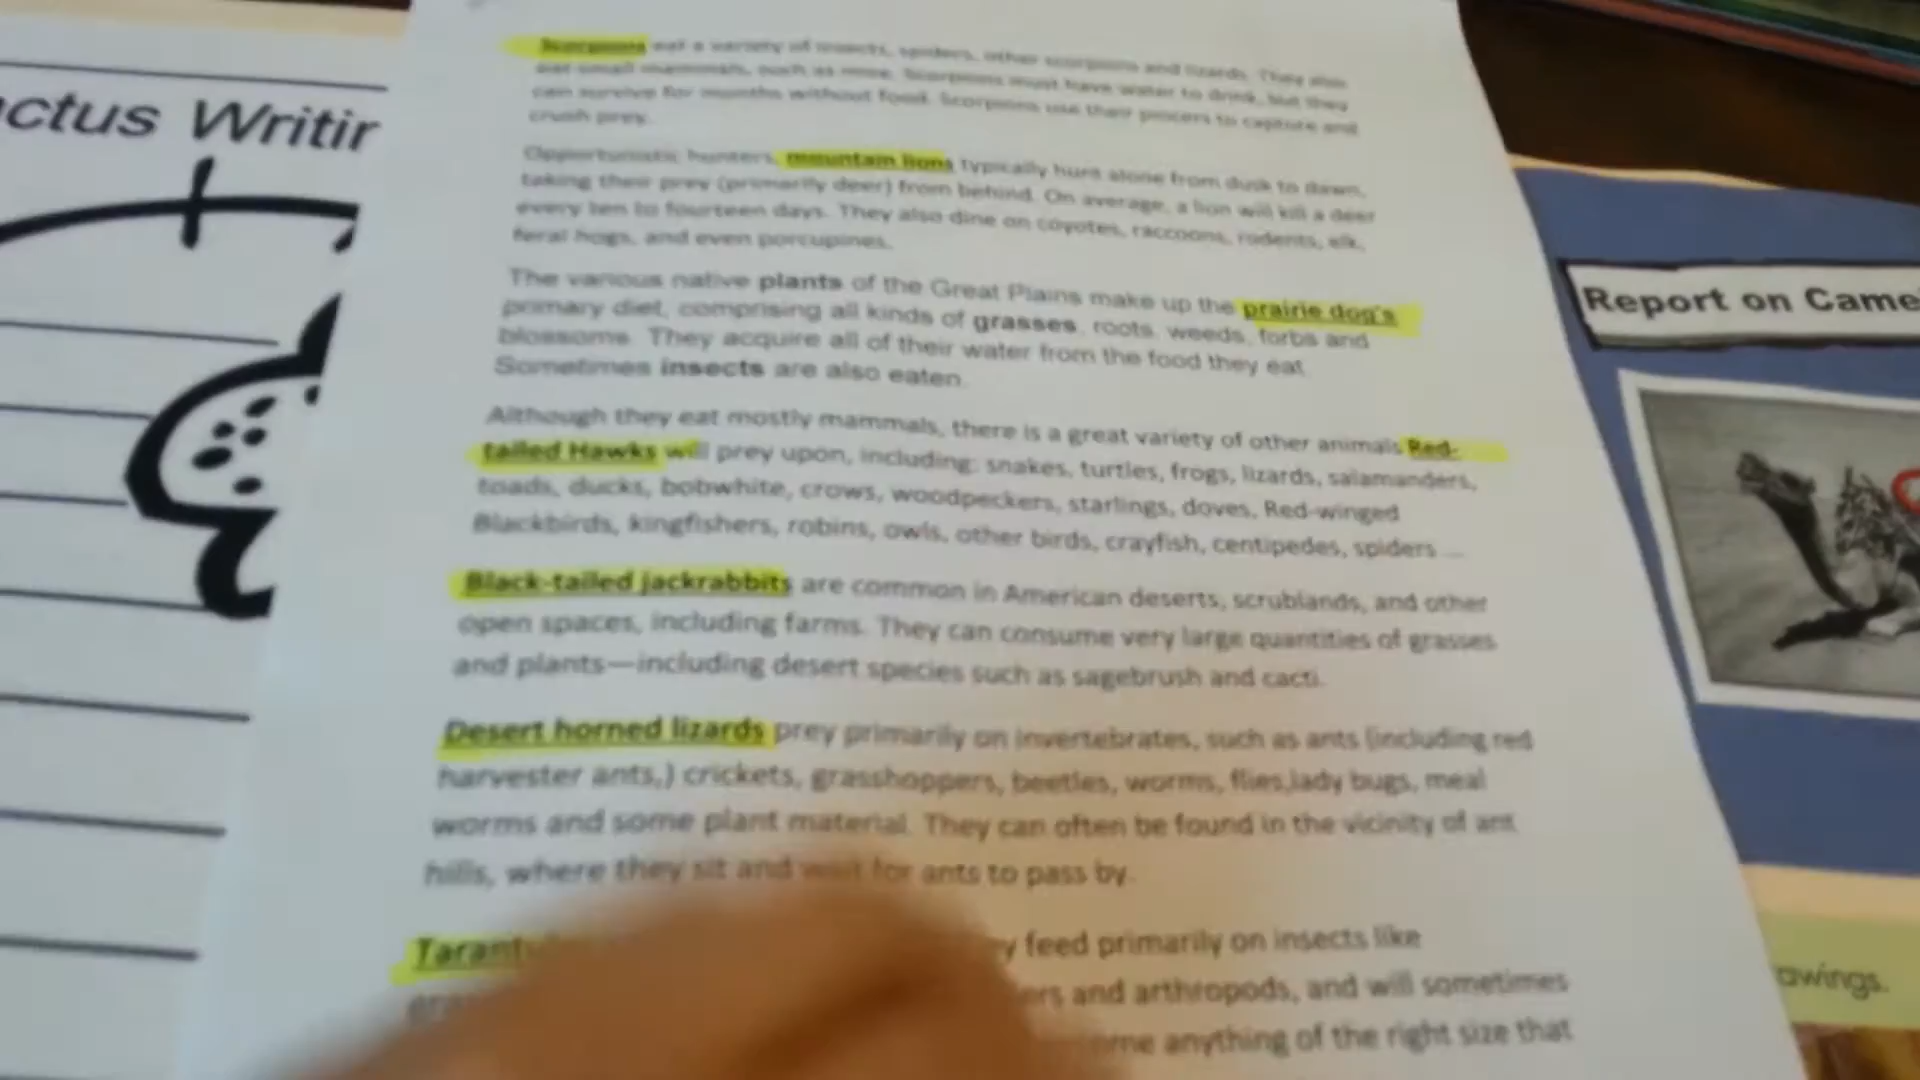 Scorpions eat a variety of insects, spiders, other scorpions and lizards. They also
eat small mammals, such as mice. Scorpions must have water to drink, but they
can survive for months without food. Scorpions use their pincers to capture and
crush prey.
Opportunistic hunters, mountain lions typically hunt alone from dusk to dawn,
taking their prey (primarily deer) from behind. On average, a lion will kill a deer
every ten to fourteen days. They also dine on coyotes, raccoons, rodents, elk,
feral hogs, and even porcupines.
The various native plants of the Great Plains make up the prairie dog's
primary diet, comprising all kinds of grasses, roots, weeds, forbs and
blossoms. They acquire all of their water from the food they eat.
Sometimes insects are also eaten.
Although they eat mostly mammals, there is a great variety of other animals Red-
tailed Hawks will prey upon, including: snakes, turtles, frogs, lizards, salamanders,
toads, ducks, bobwhite, crows, woodpeckers, starlings, doves, Red-winged
Blackbirds, kingfishers, robins, owls, other birds, crayfish, centipedes, spiders ...
Black-tailed jackrabbits are common in American deserts, scrublands, and other
open spaces, including farms. They can consume very large quantities of grasses
and plants—including desert species such as sagebrush and cacti.
Desert horned lizards prey primarily on invertebrates, such as ants (including red
harvester ants,) crickets, grasshoppers, beetles, worms, flies,lady bugs, meal
worms and some plant material. They can often be found in the vicinity of ant
hills, where they sit and wait for ants to pass by.
Tarant y feed primarily on insects like
ers and arthropods, and will sometimes
ome anything of the right size that
ctus Writin
Report on Came
awings.